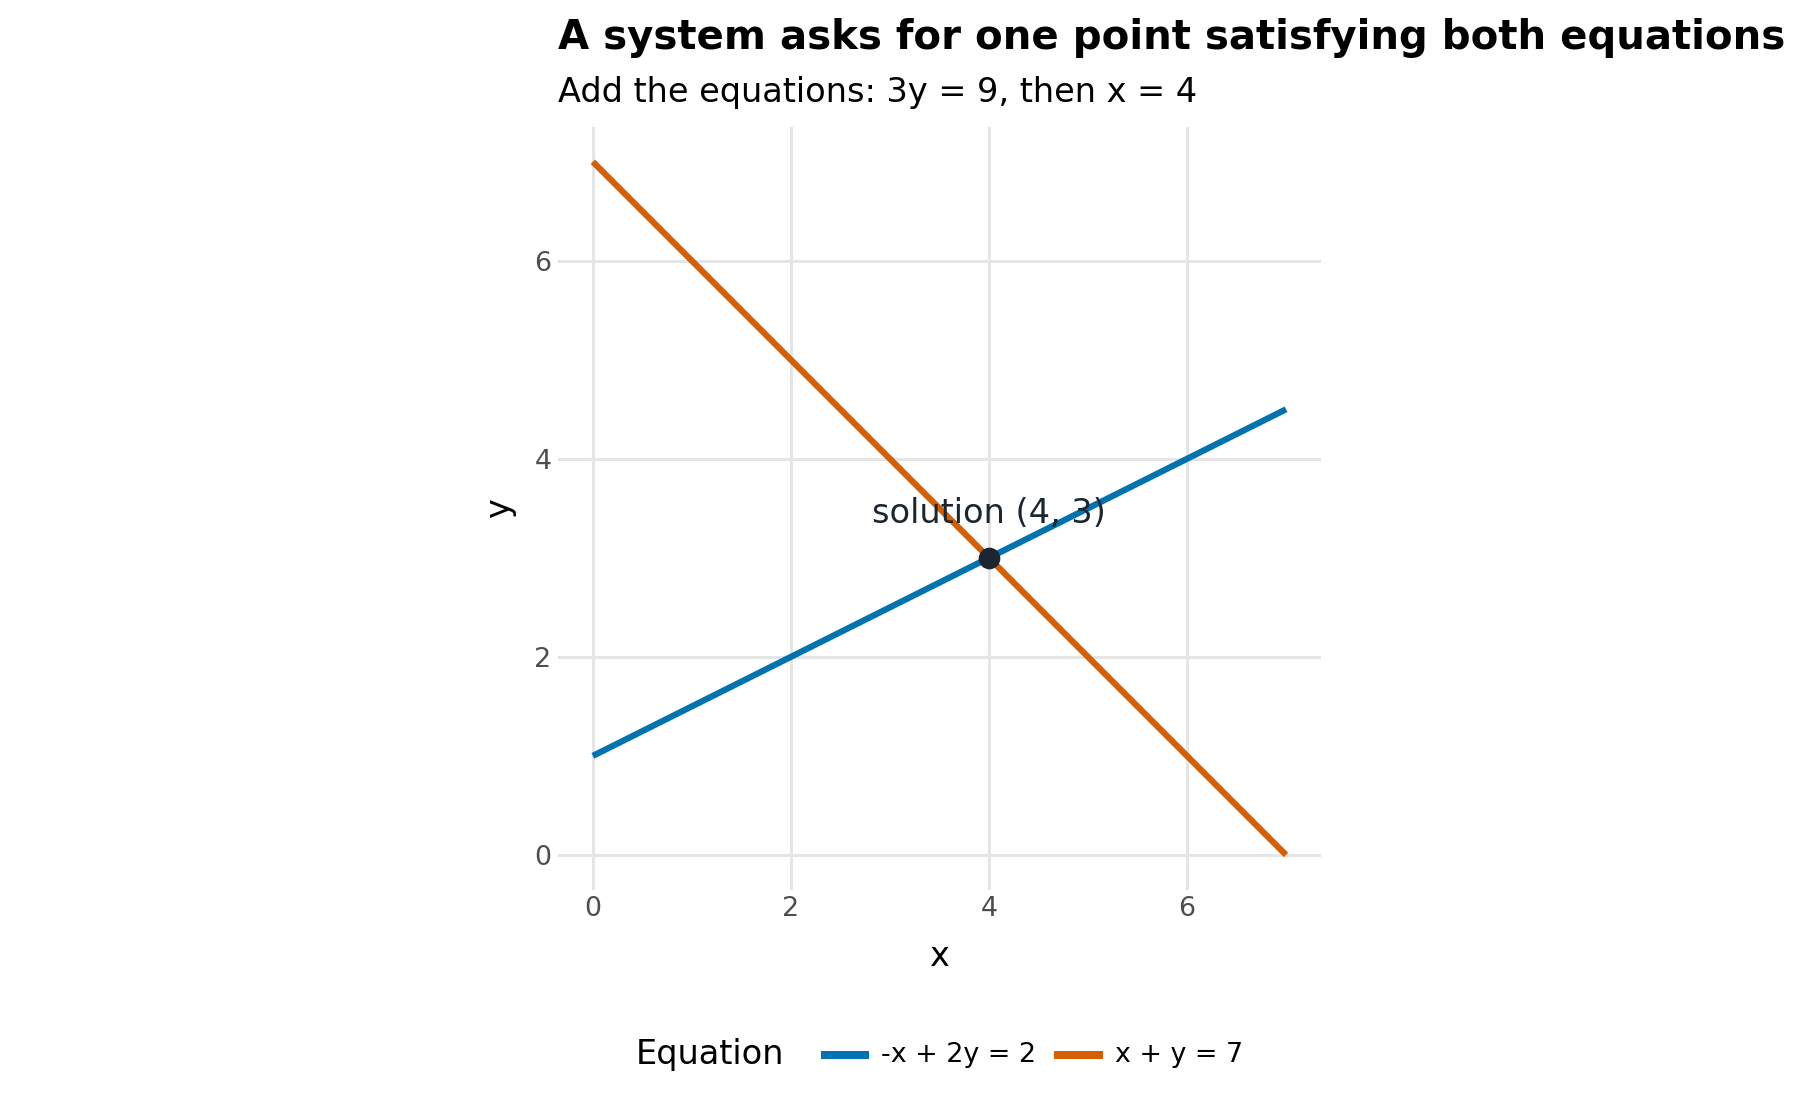 A system asks for one point satisfying both equations
Add the equations: 3y = 9, then x = 4
6
4
2
0
y
solution (4, 3)
0 2 4 6
x
Equation -x + 2y = 2 x + y = 7